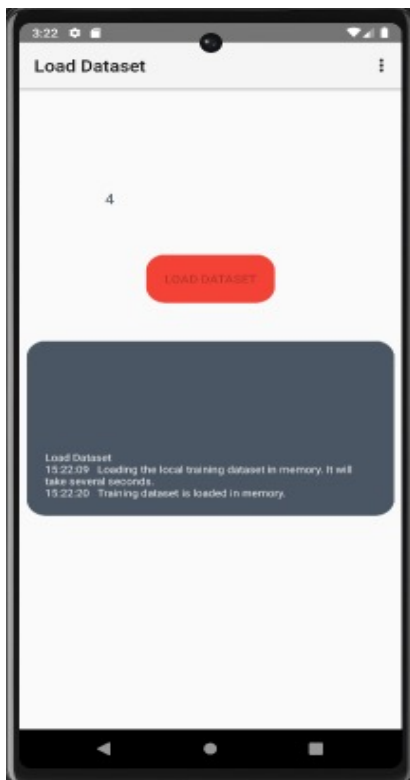 3:22
Load Dataset
4
LOAD DATASET
Load Dataset
15:22:09 Loading the local training dataset in memory. It will
take several seconds.
15:22:20 Training dataset is loaded in memory.